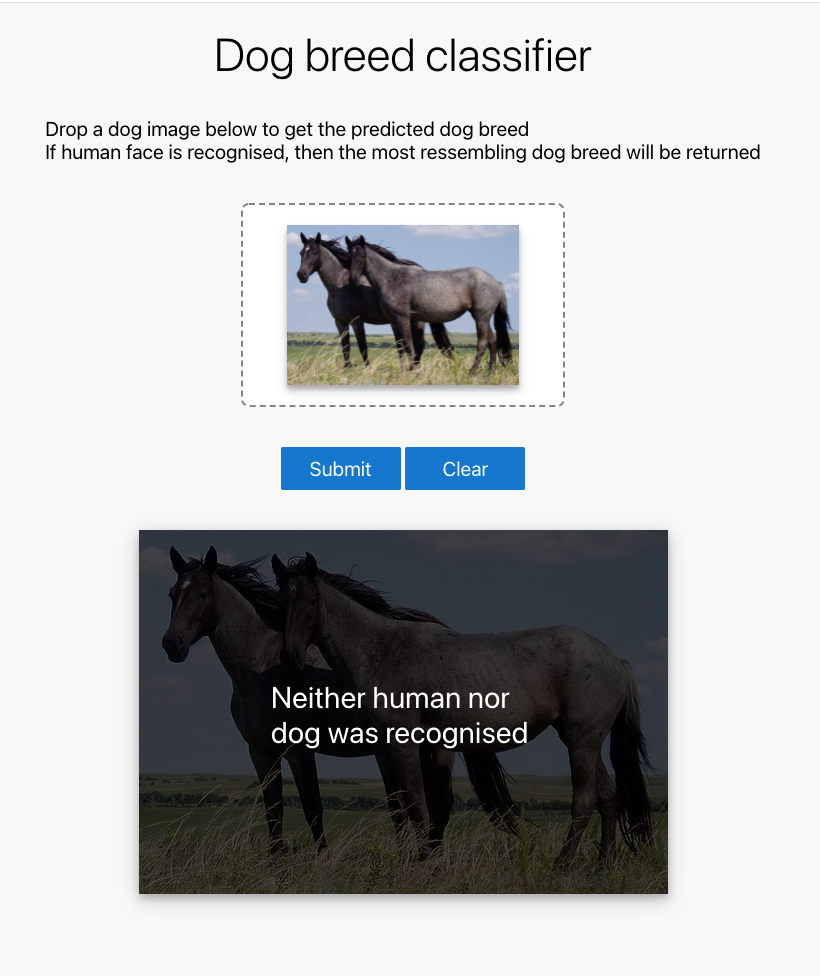 Dog breed classifier
Drop a dog image below to get the predicted dog breed
If human face is recognised, then the most ressembling dog breed will be returned
Submit
Clear
Neither human nor
dog was recognised